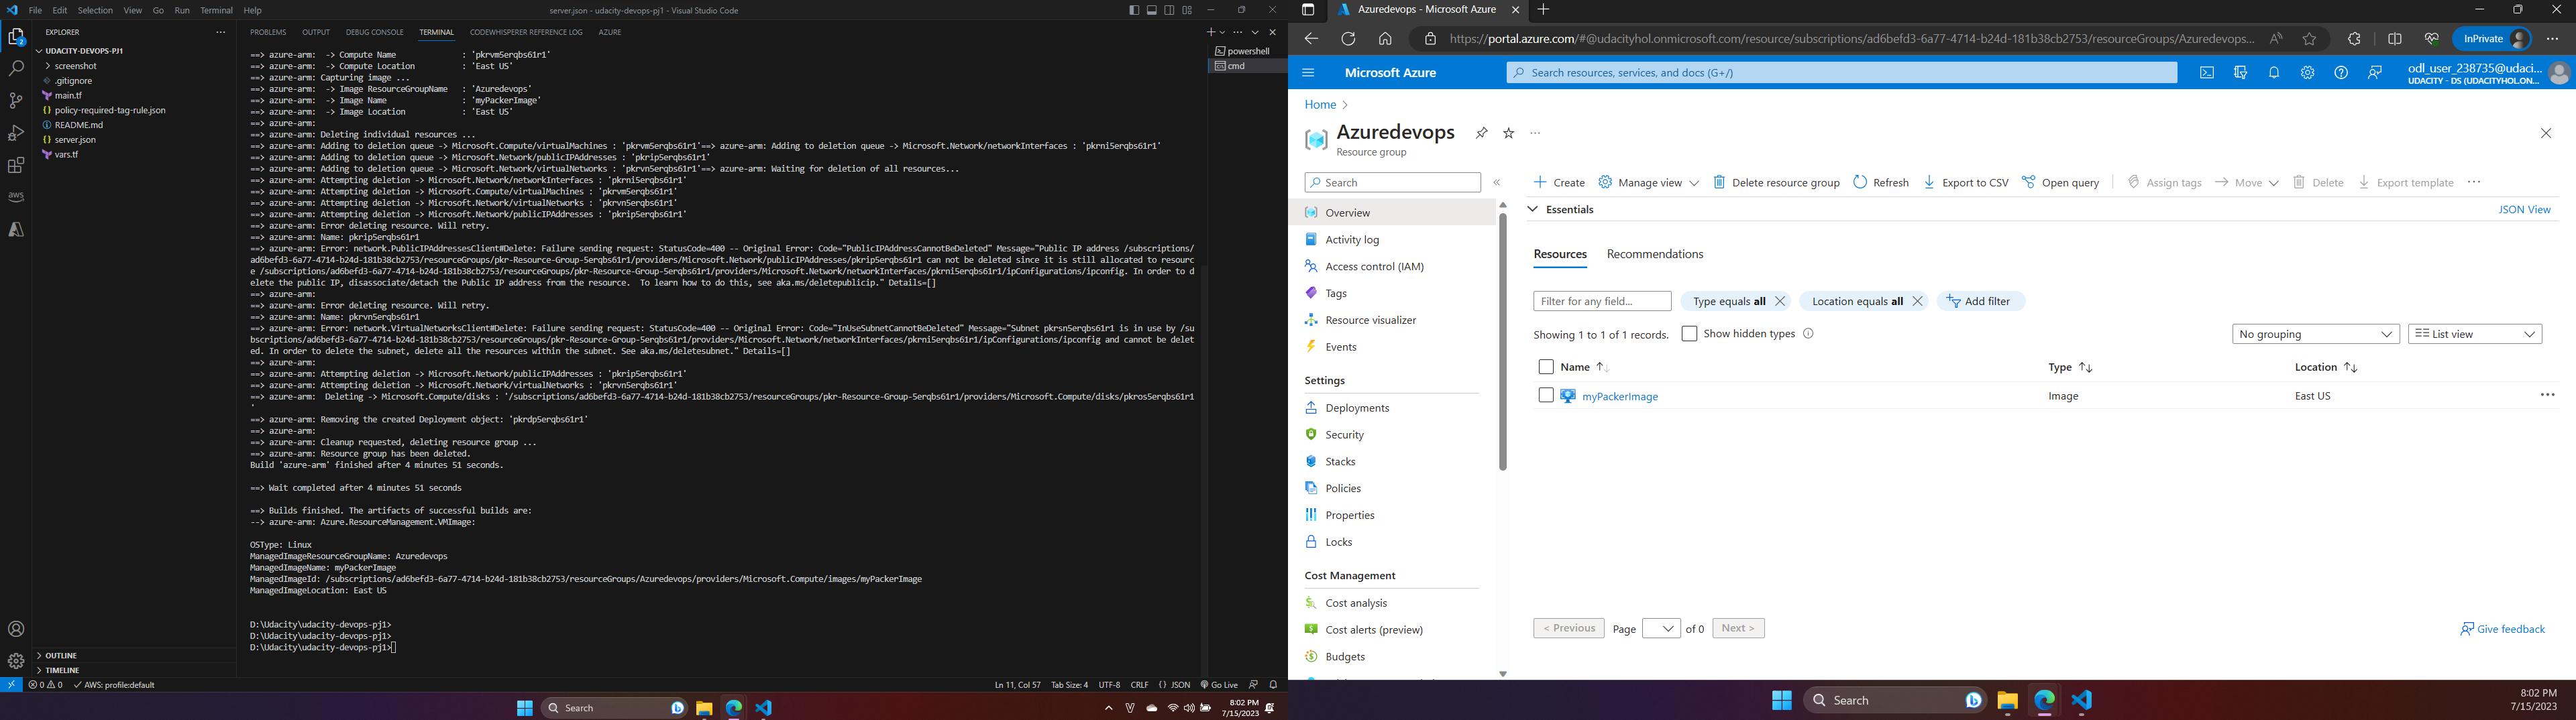 File Edit Selection View Go Run Terminal Help
server.json - udacity-devops-pj1 - Visual Studio Code
EXPLORER
UDACITY-DEVOPS-PJ1
screenshot
.gitignore
main.tf
policy-required-tag-rule.json
README.md
server.json
vars.tf
OUTLINE
TIMELINE
aws
2
PROBLEMS OUTPUT DEBUG CONSOLE TERMINAL CODEWHISPERER REFERENCE LOG AZURE
powershell
cmd
==> azure-arm:  -> Compute Name              : 'pkrvm5erqbs61r1'
==> azure-arm:  -> Compute Location          : 'East US'
==> azure-arm: Capturing image ...
==> azure-arm:  -> Image ResourceGroupName   : 'Azuredevops'
==> azure-arm:  -> Image Name                : 'myPackerImage'
==> azure-arm:  -> Image Location            : 'East US'
==> azure-arm:
==> azure-arm: Deleting individual resources ...
==> azure-arm: Adding to deletion queue -> Microsoft.Compute/virtualMachines : 'pkrvm5erqbs61r1'==> azure-arm: Adding to deletion queue -> Microsoft.Network/networkInterfaces : 'pkrni5erqbs61r1'
==> azure-arm: Adding to deletion queue -> Microsoft.Network/publicIPAddresses : 'pkrip5erqbs61r1'
==> azure-arm: Adding to deletion queue -> Microsoft.Network/virtualNetworks : 'pkrvn5erqbs61r1'==> azure-arm: Waiting for deletion of all resources...
==> azure-arm: Attempting deletion -> Microsoft.Network/networkInterfaces : 'pkrni5erqbs61r1'
==> azure-arm: Attempting deletion -> Microsoft.Compute/virtualMachines : 'pkrvm5erqbs61r1'
==> azure-arm: Attempting deletion -> Microsoft.Network/virtualNetworks : 'pkrvn5erqbs61r1'
==> azure-arm: Attempting deletion -> Microsoft.Network/publicIPAddresses : 'pkrip5erqbs61r1'
==> azure-arm: Error deleting resource. Will retry.
==> azure-arm: Name: pkrip5erqbs61r1
==> azure-arm: Error: network.PublicIPAddressesClient#Delete: Failure sending request: StatusCode=400 -- Original Error: Code="PublicIPAddressCannotBeDeleted" Message="Public IP address /subscriptions/
ad6befd3-6a77-4714-b24d-181b38cb2753/resourceGroups/pkr-Resource-Group-5erqbs61r1/providers/Microsoft.Network/publicIPAddresses/pkrip5erqbs61r1 can not be deleted since it is still allocated to resourc
e /subscriptions/ad6befd3-6a77-4714-b24d-181b38cb2753/resourceGroups/pkr-Resource-Group-5erqbs61r1/providers/Microsoft.Network/networkInterfaces/pkrni5erqbs61r1/ipConfigurations/ipconfig. In order to d
elete the public IP, disassociate/detach the Public IP address from the resource.  To learn how to do this, see aka.ms/deletepublicip." Details=[]
==> azure-arm:
==> azure-arm: Error deleting resource. Will retry.
==> azure-arm: Name: pkrvn5erqbs61r1
==> azure-arm: Error: network.VirtualNetworksClient#Delete: Failure sending request: StatusCode=400 -- Original Error: Code="InUseSubnetCannotBeDeleted" Message="Subnet pkrsn5erqbs61r1 is in use by /su
bscriptions/ad6befd3-6a77-4714-b24d-181b38cb2753/resourceGroups/pkr-Resource-Group-5erqbs61r1/providers/Microsoft.Network/networkInterfaces/pkrni5erqbs61r1/ipConfigurations/ipconfig and cannot be delet
ed. In order to delete the subnet, delete all the resources within the subnet. See aka.ms/deletesubnet." Details=[]
==> azure-arm:
==> azure-arm: Attempting deletion -> Microsoft.Network/publicIPAddresses : 'pkrip5erqbs61r1'
==> azure-arm: Attempting deletion -> Microsoft.Network/virtualNetworks : 'pkrvn5erqbs61r1'
==> azure-arm:  Deleting -> Microsoft.Compute/disks : '/subscriptions/ad6befd3-6a77-4714-b24d-181b38cb2753/resourceGroups/pkr-Resource-Group-5erqbs61r1/providers/Microsoft.Compute/disks/pkros5erqbs61r1
'
==> azure-arm: Removing the created Deployment object: 'pkrdp5erqbs61r1'
==> azure-arm:
==> azure-arm: Cleanup requested, deleting resource group ...
==> azure-arm: Resource group has been deleted.
Build 'azure-arm' finished after 4 minutes 51 seconds.
==> Wait completed after 4 minutes 51 seconds
==> Builds finished. The artifacts of successful builds are:
--> azure-arm: Azure.ResourceManagement.VMImage:
OSType: Linux
ManagedImageResourceGroupName: Azuredevops
ManagedImageName: myPackerImage
ManagedImageId: /subscriptions/ad6befd3-6a77-4714-b24d-181b38cb2753/resourceGroups/Azuredevops/providers/Microsoft.Compute/images/myPackerImage
ManagedImageLocation: East US
D:\Udacity\udacity-devops-pj1>
D:\Udacity\udacity-devops-pj1>
D:\Udacity\udacity-devops-pj1>
0 0 AWS: profile:default
Ln 11, Col 57 Tab Size: 4 UTF-8 CRLF {} JSON Go Live
Search
8:02 PM
7/15/2023
Azuredevops - Microsoft Azure
https://portal.azure.com/#@udacityhol.onmicrosoft.com/resource/subscriptions/ad6befd3-6a77-4714-b24d-181b38cb2753/resourceGroups/Azuredevops...
InPrivate
Microsoft Azure
Search resources, services, and docs (G+/)
odl_user_238735@udaci...
UDACITY - DS (UDACITYHOL.ON...
Home
Azuredevops
Resource group
Search
Create Manage view Delete resource group Refresh Export to CSV Open query Assign tags Move Delete Export template
Overview
Activity log
Access control (IAM)
Tags
Resource visualizer
Events
Settings
Deployments
Security
Stacks
Policies
Properties
Locks
Cost Management
Cost analysis
Cost alerts (preview)
Budgets
Essentials
JSON View
Resources Recommendations
Filter for any field... Type equals all Location equals all Add filter
Showing 1 to 1 of 1 records. Show hidden types
No grouping List view
Name Type Location
myPackerImage Image East US
< Previous Page of 0 Next >
Give feedback
Search
8:02 PM
7/15/2023